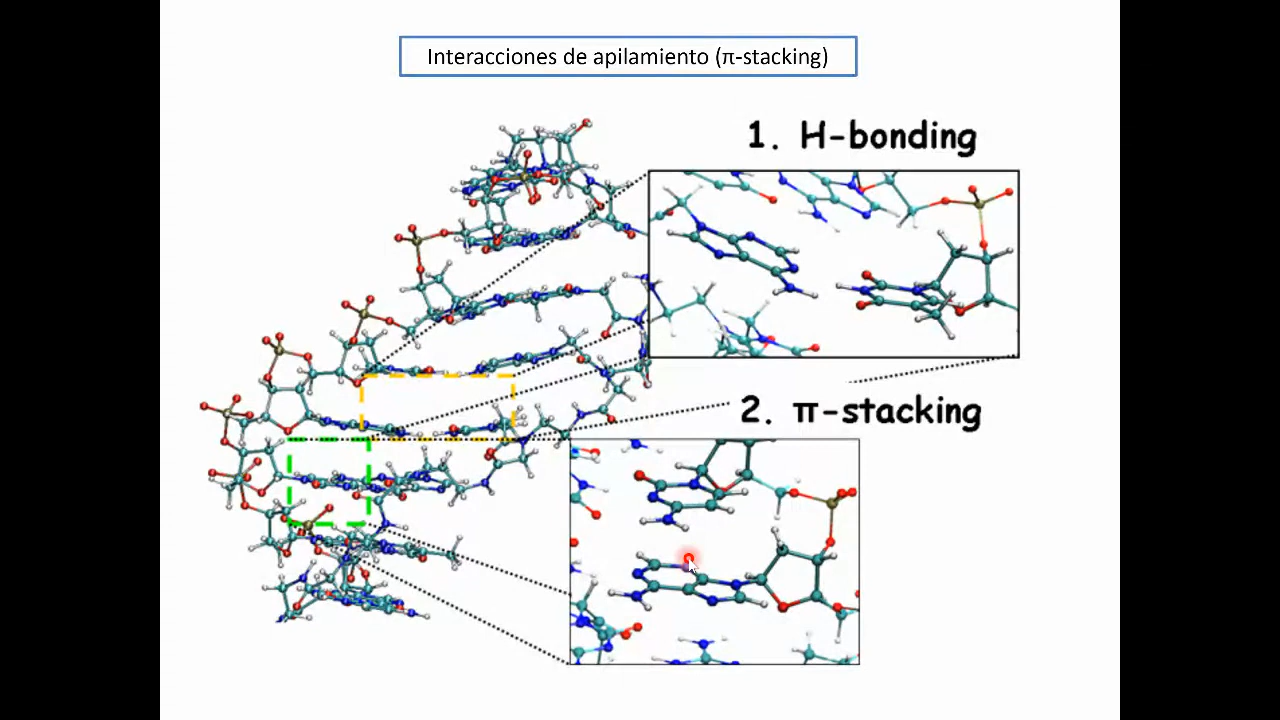 Interacciones de apilamiento (π-stacking)
1. H-bonding
2. π-stacking